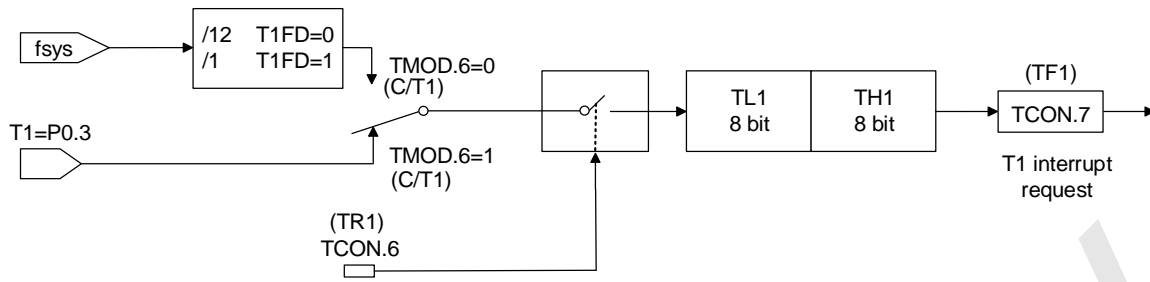 fsys
/12 T1FD=0
/1 T1FD=1
TMOD.6=0
(C/T1)
T1=P0.3
TMOD.6=1
(C/T1)
(TR1)
TCON.6
TL1
8 bit
TH1
8 bit
(TF1)
TCON.7
T1 interrupt
request